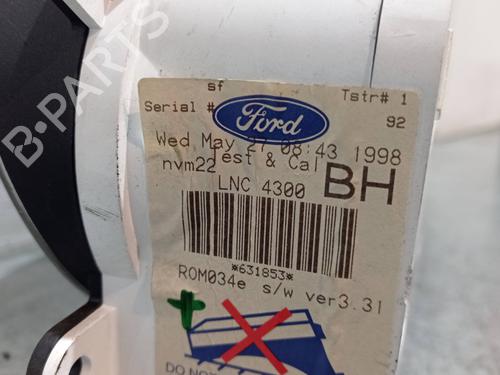 B-PARTS
sf
Tstr# 1
Serial #
92
Ford
Wed May 27 08:43 1998
Test & Cal
nvm22
LNC 4300
BH
*631853*
ROM034e s/w ver3.31
DO NOT